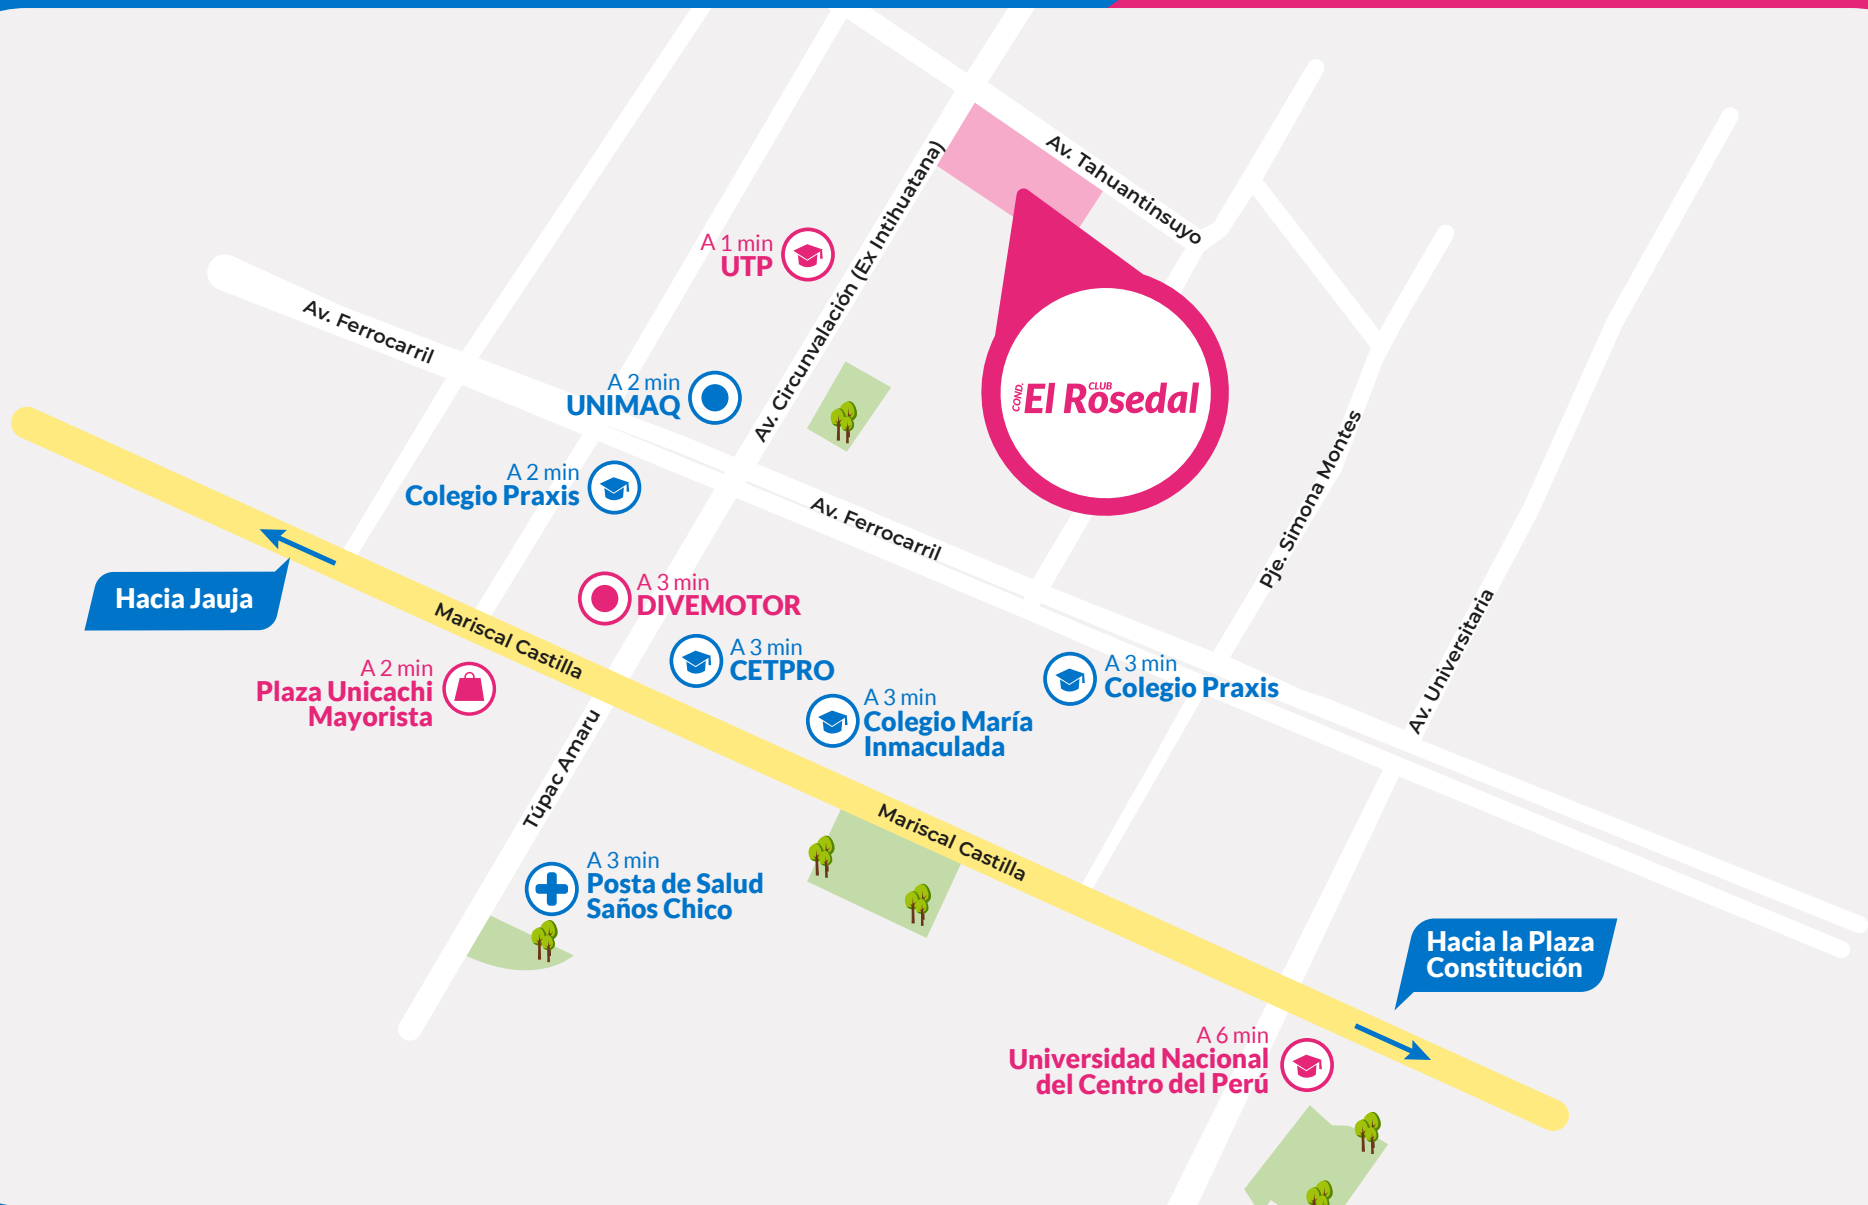 Av. Tahuantinsuyo
Av. Circunvalación (Ex Intihuatana)
A 1 min
UTP
Av. Ferrocarril
A 2 min
UNIMAQ
COND.
El Rosedal
CLUB
A 2 min
Colegio Praxis
Av. Ferrocarril
Pje. Simona Montes
Hacia Jauja
A 3 min
DIVEMOTOR
Mariscal Castilla
A 3 min
CETPRO
A 2 min
Plaza Unicachi
Mayorista
A 3 min
Colegio María
Inmaculada
A 3 min
Colegio Praxis
Av. Universitaria
Túpac Amaru
Mariscal Castilla
A 3 min
Posta de Salud
Saños Chico
Hacia la Plaza
Constitución
A 6 min
Universidad Nacional
del Centro del Perú